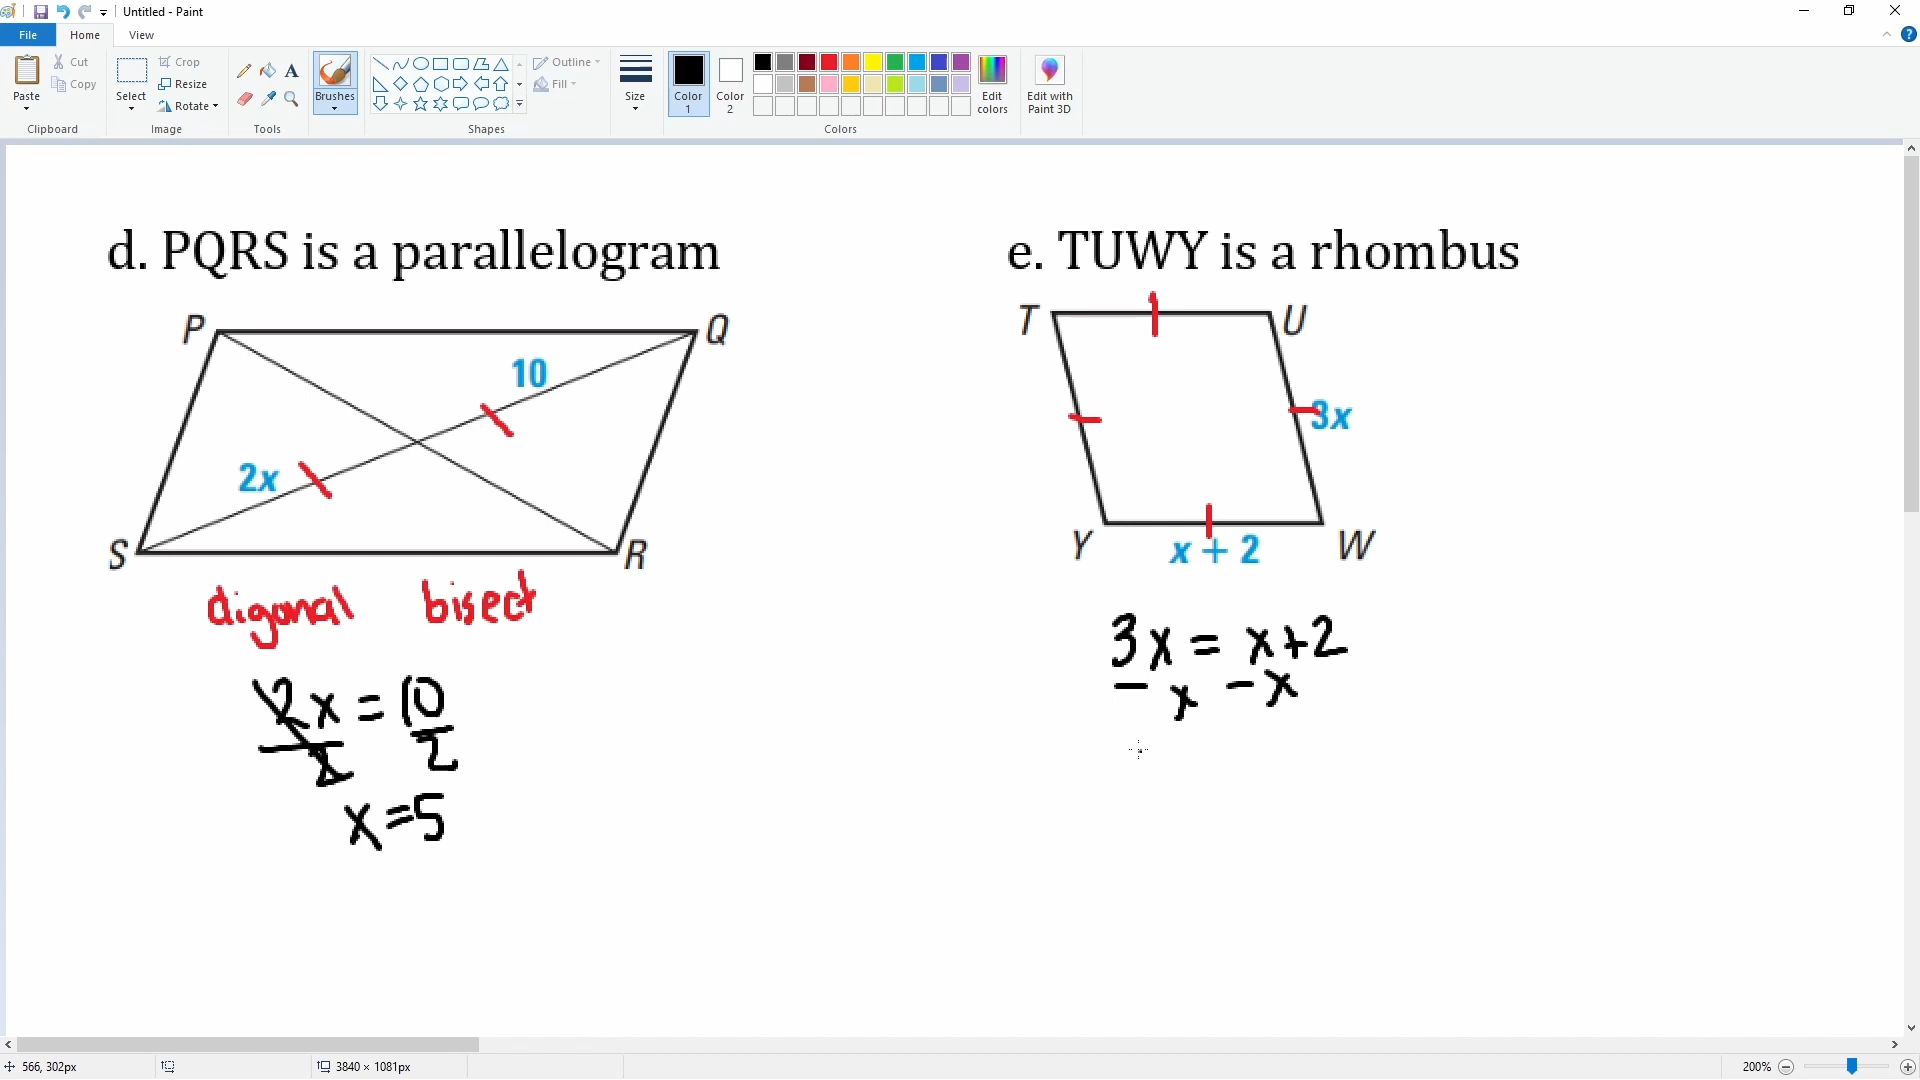 Untitled - Paint
File Home View
Paste Cut Copy Clipboard
Select Crop Resize Rotate Image
Tools
Brushes
Outline Fill Shapes
Size
Color 1 Color 2 Edit colors Colors
Edit with Paint 3D
d. PQRS is a parallelogram
P Q
10
2x
S R
digonal bisect
2x = 10
2 2
x = 5
e. TUWY is a rhombus
T U
3x
Y x + 2 W
3x = x+2
- x - x
566, 302px 3840 × 1081px 200%